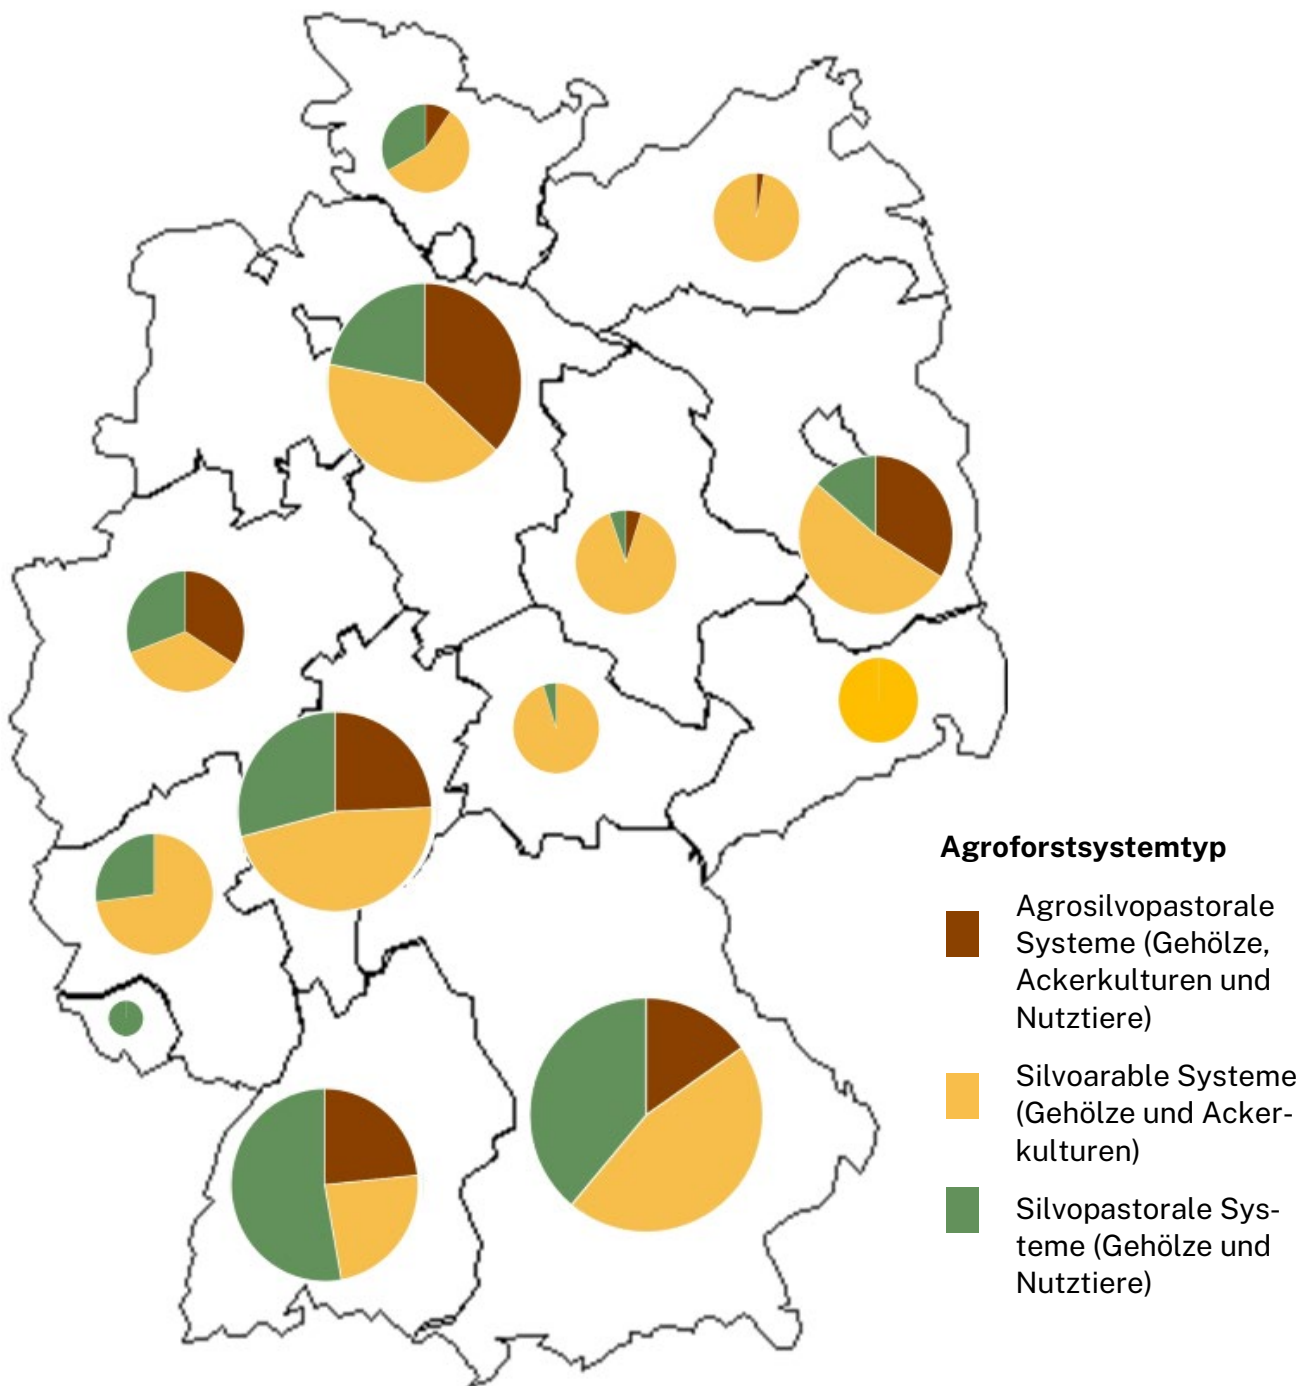 Agroforstsystemtyp
Agrosilvopastorale
Systeme (Gehölze,
Ackerkulturen und
Nutztiere)
Silvoarable Systeme
(Gehölze und Acker-
kulturen)
Silvopastorale Sys-
teme (Gehölze und
Nutztiere)